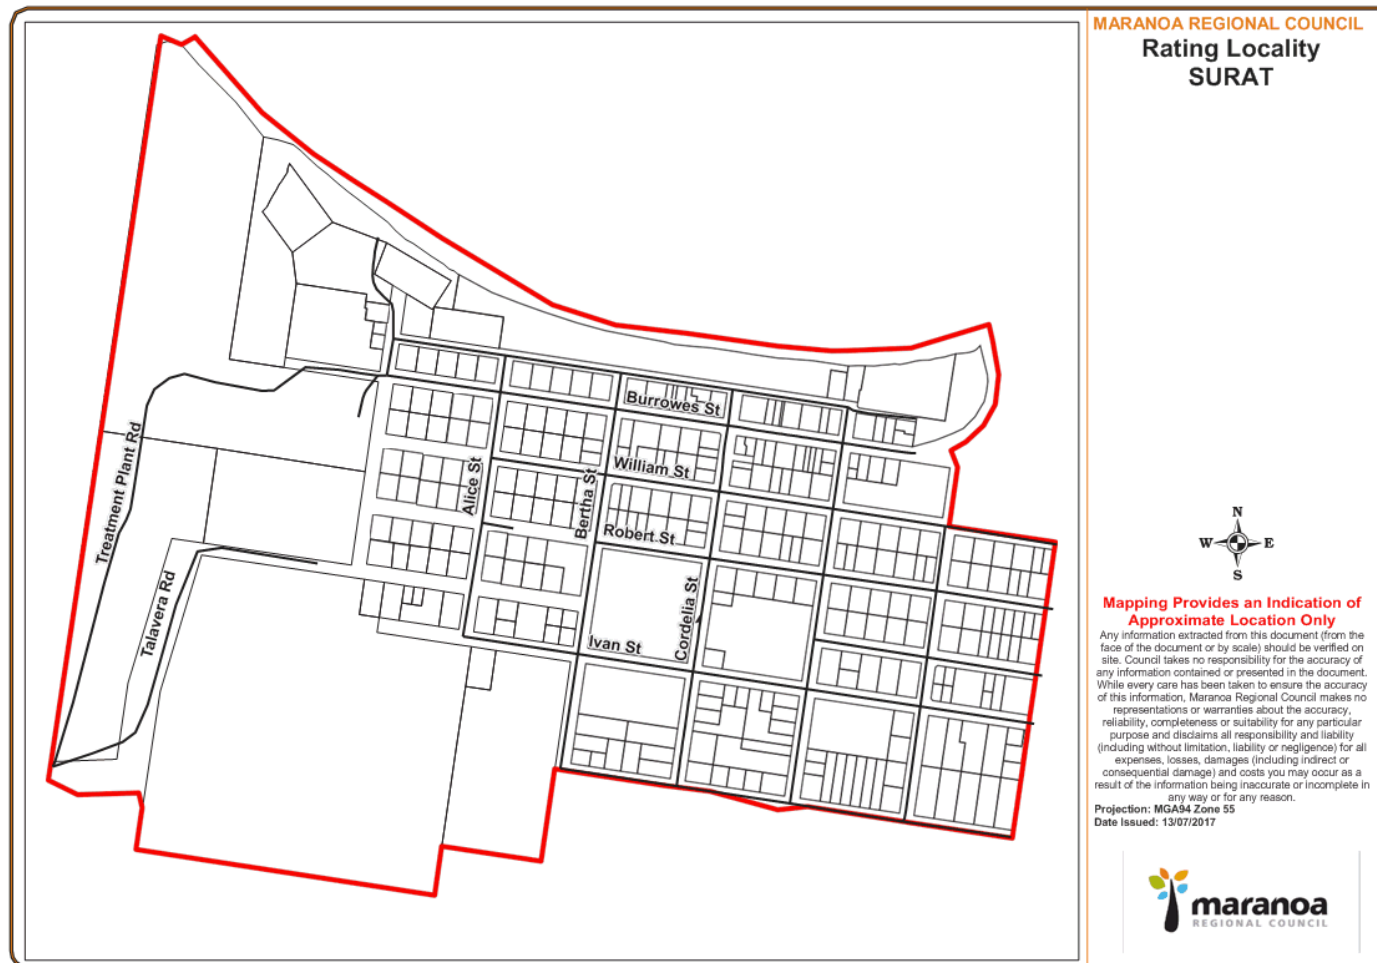 MARANOA REGIONAL COUNCIL
Rating Locality
SURAT
Burrowes St
William St
Alice St
Bertha St
Robert St
Cordelia St
Ivan St
Treatment Plant Rd
Talavera Rd
N
W E
S
Mapping Provides an Indication of
Approximate Location Only
Any information extracted from this document (from the
face of the document or by scale) should be verified on
site. Council takes no responsibility for the accuracy of
any information contained or presented in the document.
While every care has been taken to ensure the accuracy
of this information, Maranoa Regional Council makes no
representations or warranties about the accuracy,
reliability, completeness or suitability for any particular
purpose and disclaims all responsibility and liability
(including without limitation, liability or negligence) for all
expenses, losses, damages (including indirect or
consequential damage) and costs you may occur as a
result of the information being inaccurate or incomplete in
any way or for any reason.
Projection: MGA94 Zone 55
Date Issued: 13/07/2017
maranoa
REGIONAL COUNCIL